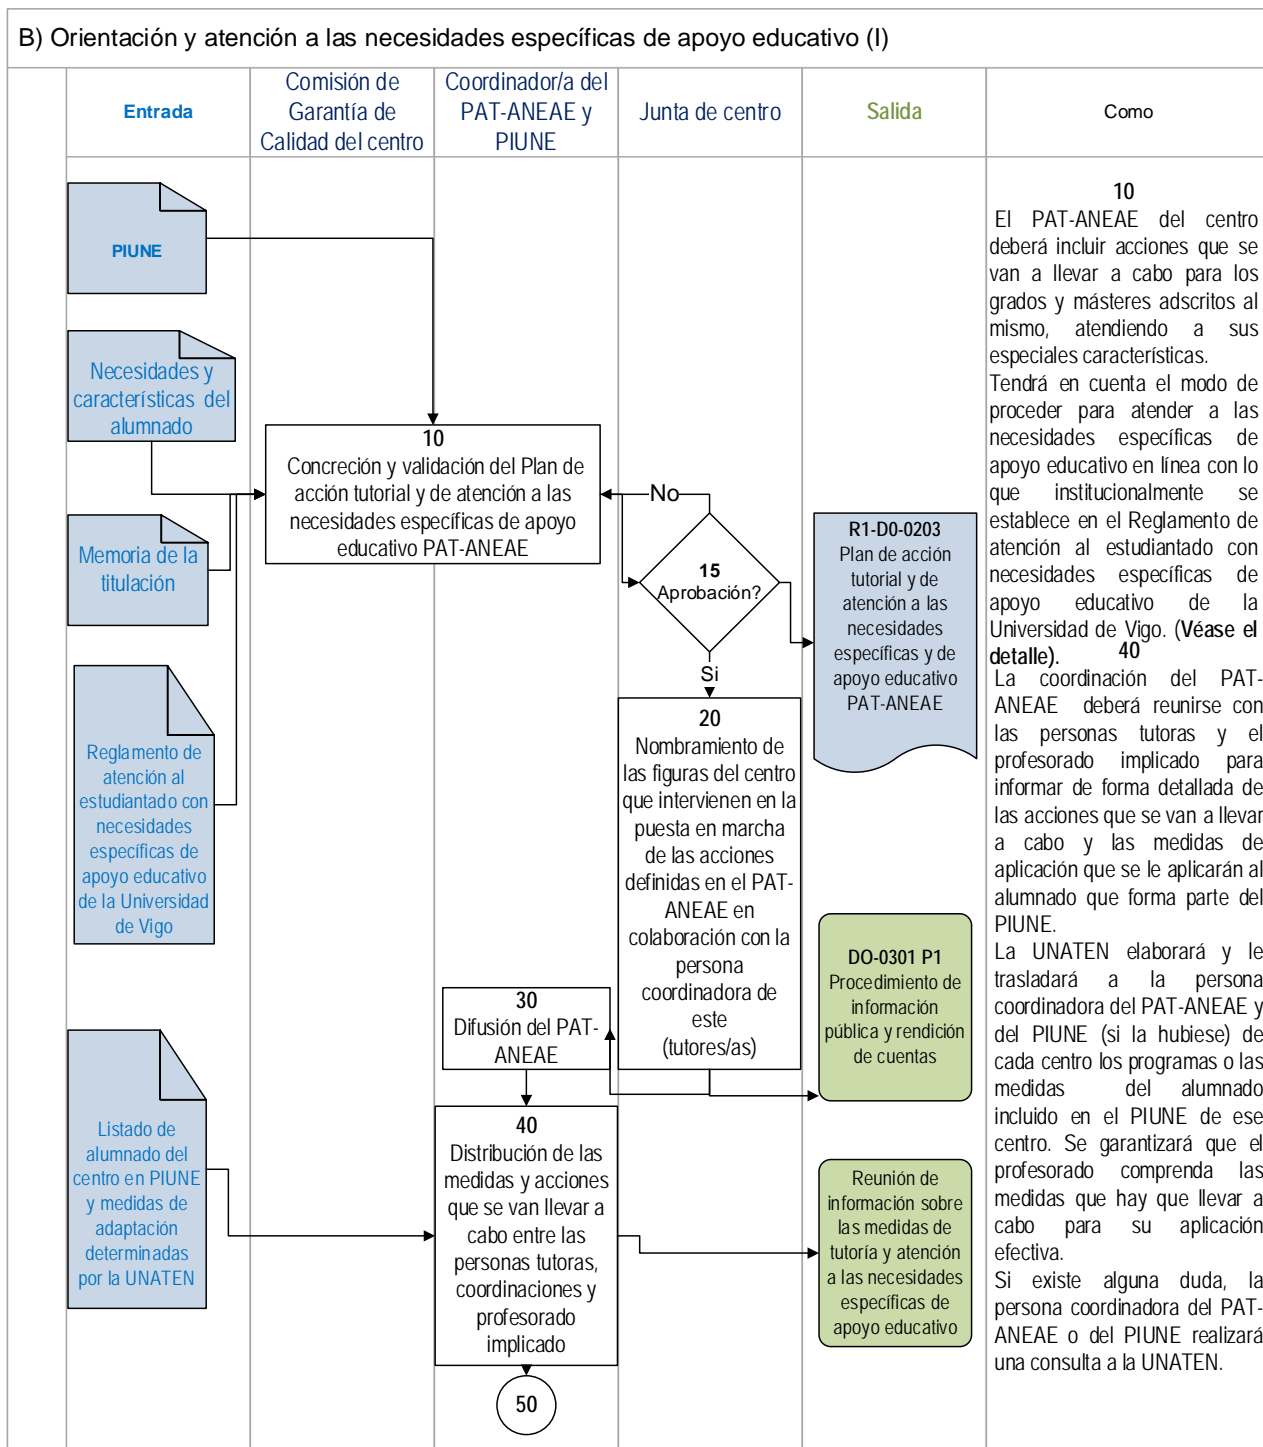 B) Orientación y atención a las necesidades específicas de apoyo educativo (I)
Entrada
Comisión de
Garantía de
Calidad del centro
Coordinador/a del
PAT-ANEAE y
PIUNE
Junta de centro
Salida
Como
PIUNE
Necesidades y
características del
alumnado
Memoria de la
titulación
Reglamento de
atención al
estudiantado con
necesidades
específicas de
apoyo educativo
de la Universidad
de Vigo
Listado de
alumnado del
centro en PIUNE
y medidas de
adaptación
determinadas
por la UNATEN
10
Concreción y validación del Plan de
acción tutorial y de atención a las
necesidades específicas de apoyo
educativo PAT-ANEAE
No
15
Aprobación?
Si
20
Nombramiento de
las figuras del centro
que intervienen en la
puesta en marcha
de las acciones
definidas en el PAT-
ANEAE en
colaboración con la
persona
coordinadora de
este
(tutores/as)
30
Difusión del PAT-
ANEAE
40
Distribución de las
medidas y acciones
que se van llevar a
cabo entre las
personas tutoras,
coordinaciones y
profesorado
implicado
50
R1-D0-0203
Plan de acción
tutorial y de
atención a las
necesidades
específicas y de
apoyo educativo
PAT-ANEAE
DO-0301 P1
Procedimiento de
información
pública y rendición
de cuentas
Reunión de
información sobre
las medidas de
tutoría y atención
a las necesidades
específicas de
apoyo educativo
10
El PAT-ANEAE del centro
deberá incluir acciones que se
van a llevar a cabo para los
grados y másteres adscritos al
mismo, atendiendo a sus
especiales características.
Tendrá en cuenta el modo de
proceder para atender a las
necesidades específicas de
apoyo educativo en línea con lo
que institucionalmente se
establece en el Reglamento de
atención al estudiantado con
necesidades específicas de
apoyo educativo de la
Universidad de Vigo. (Véase el
detalle).
40
La coordinación del PAT-
ANEAE deberá reunirse con
las personas tutoras y el
profesorado implicado para
informar de forma detallada de
las acciones que se van a llevar
a cabo y las medidas de
aplicación que se le aplicarán al
alumnado que forma parte del
PIUNE.
La UNATEN elaborará y le
trasladará a la persona
coordinadora del PAT-ANEAE y
del PIUNE (si la hubiese) de
cada centro los programas o las
medidas del alumnado
incluido en el PIUNE de ese
centro. Se garantizará que el
profesorado comprenda las
medidas que hay que llevar a
cabo para su aplicación
efectiva.
Si existe alguna duda, la
persona coordinadora del PAT-
ANEAE o del PIUNE realizará
una consulta a la UNATEN.